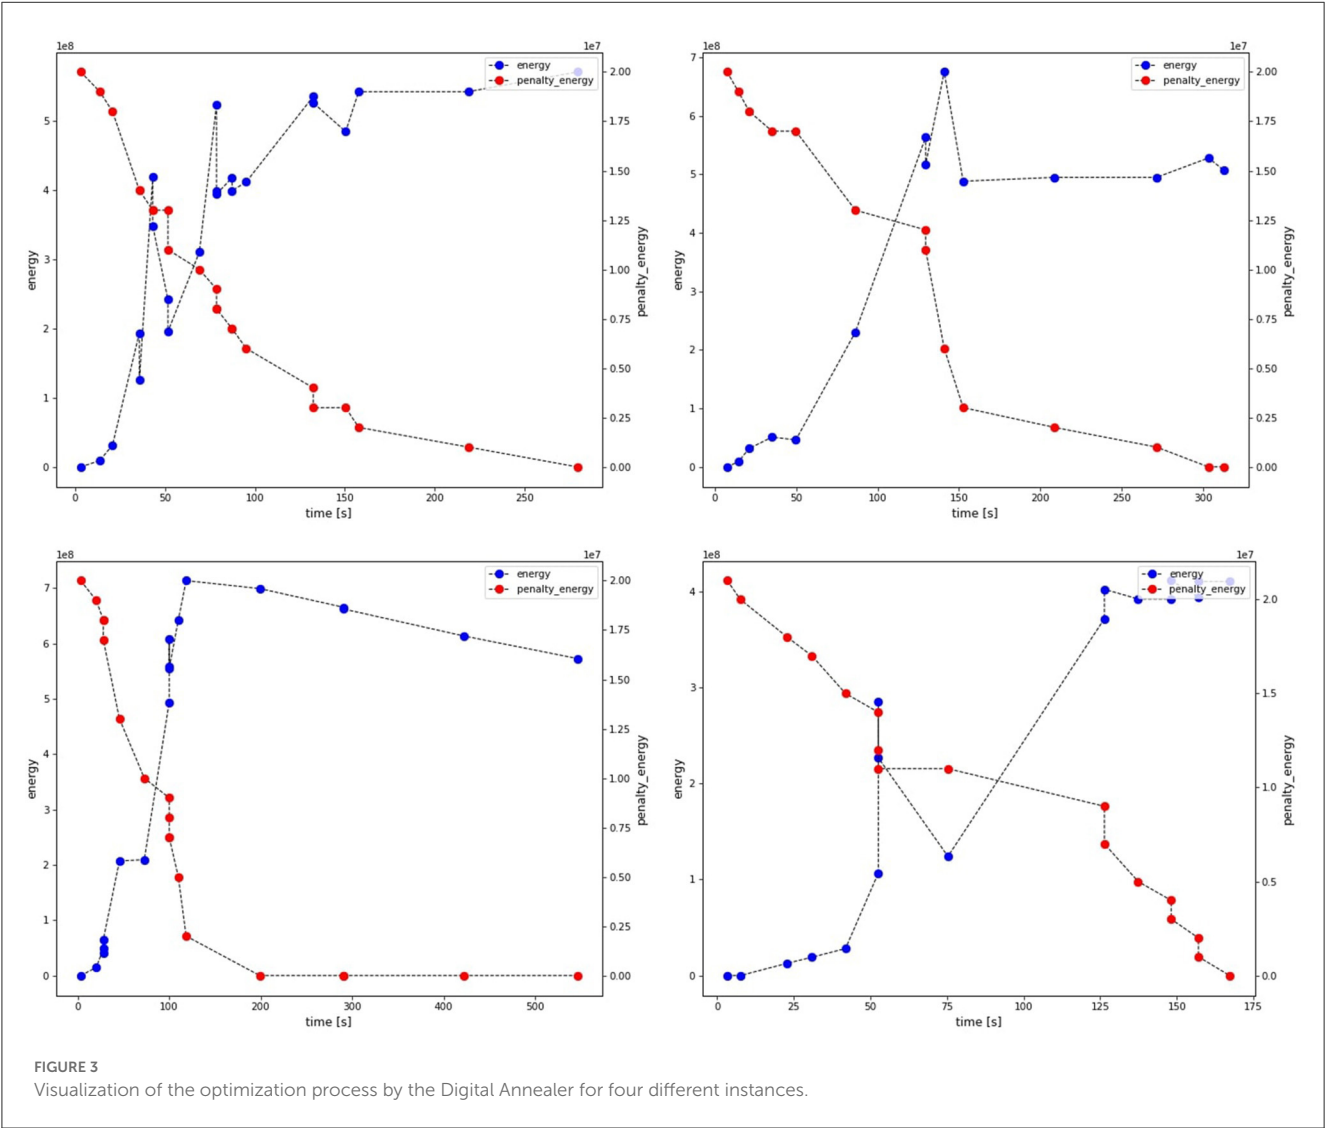 1e8 1e7
energy
penalty_energy
5
4
3
2
1
0
energy
2.00
1.75
1.50
1.25
1.00
0.75
0.50
0.25
0.00
penalty_energy
0 50 100 150 200 250
time [s]
1e8 1e7
energy
penalty_energy
7
6
5
4
3
2
1
0
energy
2.00
1.75
1.50
1.25
1.00
0.75
0.50
0.25
0.00
penalty_energy
0 50 100 150 200 250 300
time [s]
1e8 1e7
energy
penalty_energy
7
6
5
4
3
2
1
0
energy
2.00
1.75
1.50
1.25
1.00
0.75
0.50
0.25
0.00
penalty_energy
0 100 200 300 400 500
time [s]
1e8 1e7
energy
penalty_energy
4
3
2
1
0
energy
2.0
1.5
1.0
0.5
0.0
penalty_energy
0 25 50 75 100 125 150 175
time [s]
FIGURE 3
Visualization of the optimization process by the Digital Annealer for four different instances.